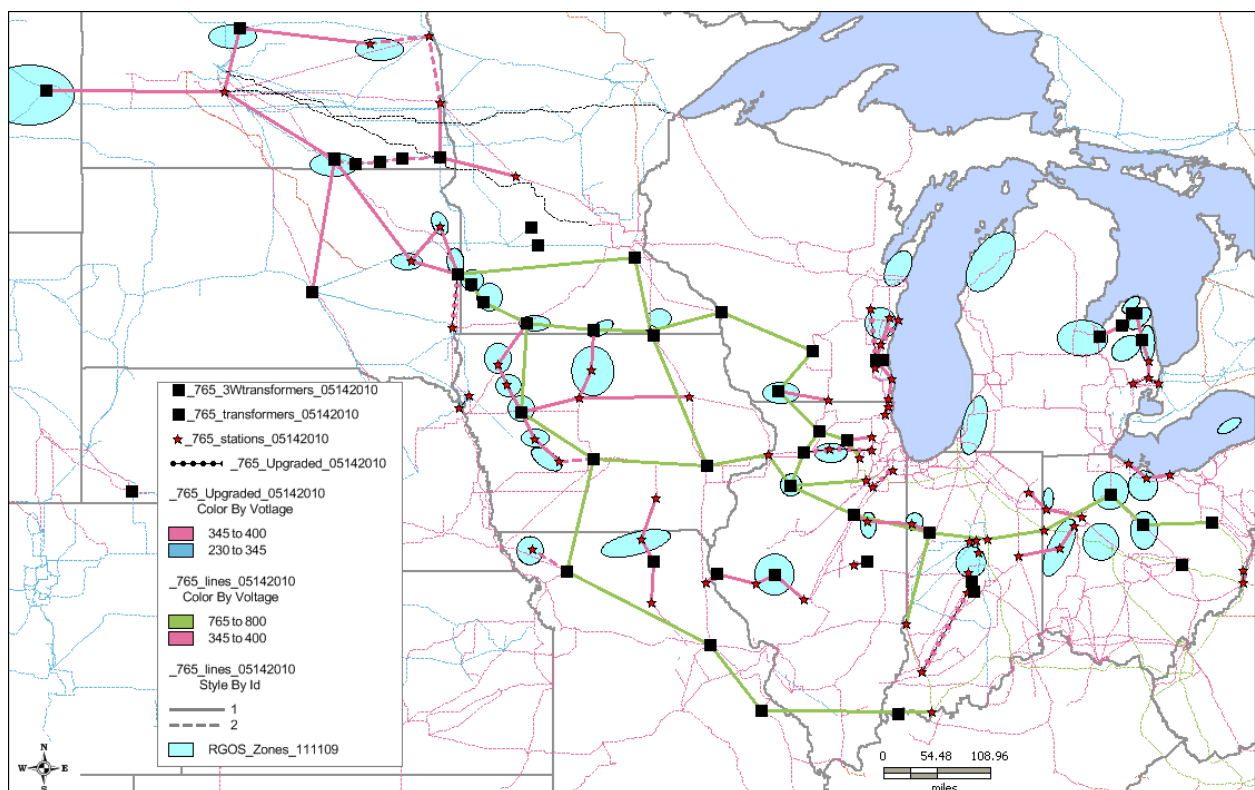 _765_3Wtransformers_05142010
_765_transformers_05142010
_765_stations_05142010
_765_Upgraded_05142010
_765_Upgraded_05142010
Color By Votlage
345 to 400
230 to 345
_765_lines_05142010
Color By Voltage
765 to 800
345 to 400
_765_lines_05142010
Style By Id
1
2
RGOS_Zones_111109
N
W E
S
0 54.48 108.96
miles